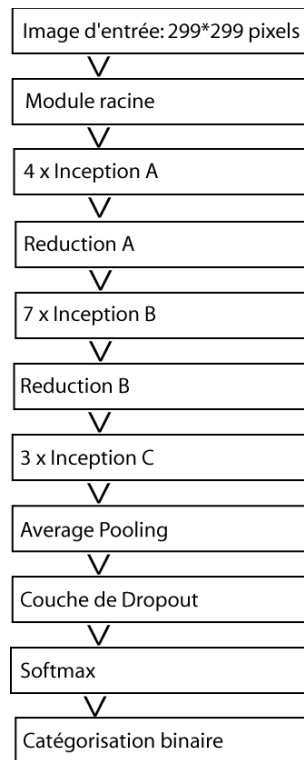 Image d'entrée: 299*299 pixels
Module racine
4 x Inception A
Reduction A
7 x Inception B
Reduction B
3 x Inception C
Average Pooling
Couche de Dropout
Softmax
Catégorisation binaire